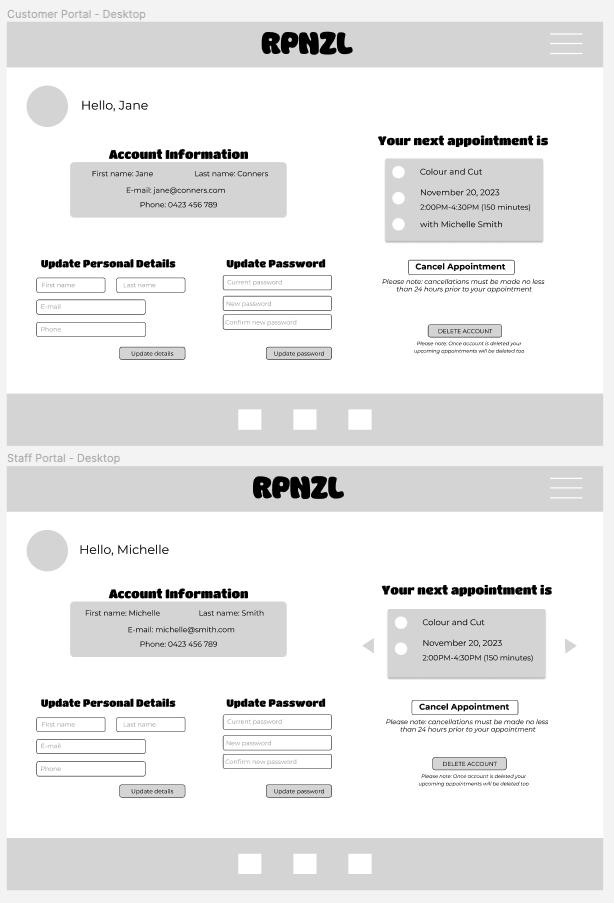 Customer Portal - Desktop
RPNZL
Hello, Jane
Account Information
First name: Jane Last name: Conners
E-mail: jane@conners.com
Phone: 0423 456 789
Your next appointment is
Colour and Cut
November 20, 2023
2:00PM-4:30PM (150 minutes)
with Michelle Smith
Cancel Appointment
Please note: cancellations must be made no less
than 24 hours prior to your appointment
Update Personal Details
First name Last name
E-mail
Phone
Update details
Update Password
Current password
New password
Confirm new password
Update password
DELETE ACCOUNT
Please note: Once account is deleted your
upcoming appointments will be deleted too
Staff Portal - Desktop
RPNZL
Hello, Michelle
Account Information
First name: Michelle Last name: Smith
E-mail: michelle@smith.com
Phone: 0423 456 789
Your next appointment is
Colour and Cut
November 20, 2023
2:00PM-4:30PM (150 minutes)
Cancel Appointment
Please note: cancellations must be made no less
than 24 hours prior to your appointment
Update Personal Details
First name Last name
E-mail
Phone
Update details
Update Password
Current password
New password
Confirm new password
Update password
DELETE ACCOUNT
Please note: Once account is deleted your
upcoming appointments will be deleted too